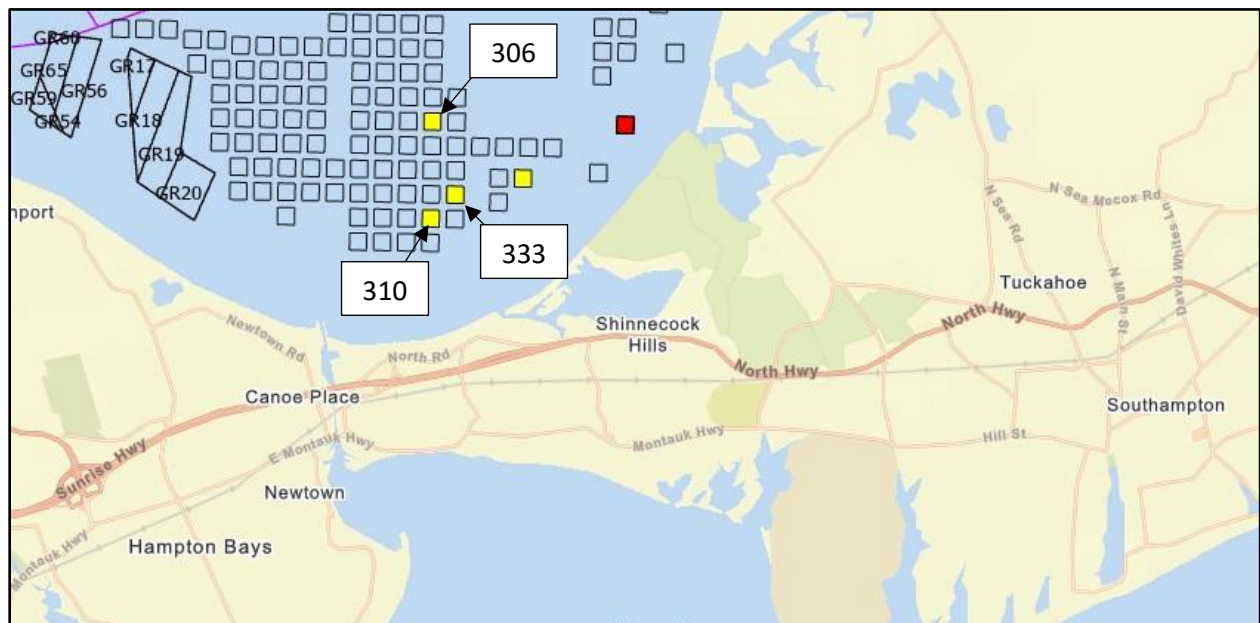 306
GR60
GR17
GR65
GR56
GR59
GR54
GR18
GR19
GR20
nport
333
310
N Sea Rd
N Sea Mecox Rd
David Whites Ln
N Main St
Tuckahoe
Newtown Rd
North Rd
Shinnecock
Hills
North Hwy
North Hwy
Canoe Place
Southampton
Sunrise Hwy
E Montauk Hwy
Montauk Hwy
Hill St
Newtown
Hampton Bays
Montauk Hwy